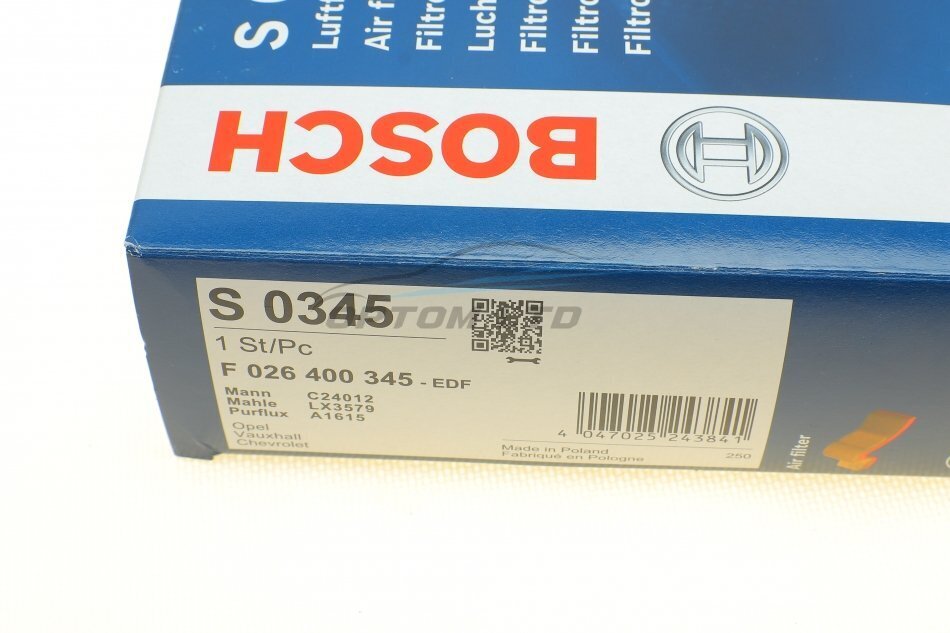 S
Luft
Air f
Filtro
Luch
Filtro
Filtro
Filtro
BOSCH
S 0345
1 St/Pc
F 026 400 345 - EDF
Mann C24012
Mahle LX3579
Purflux A1615
Opel
Vauxhall
Chevrolet
4 047025 243841
Made in Poland
Fabriqué en Pologne
250
Air filter